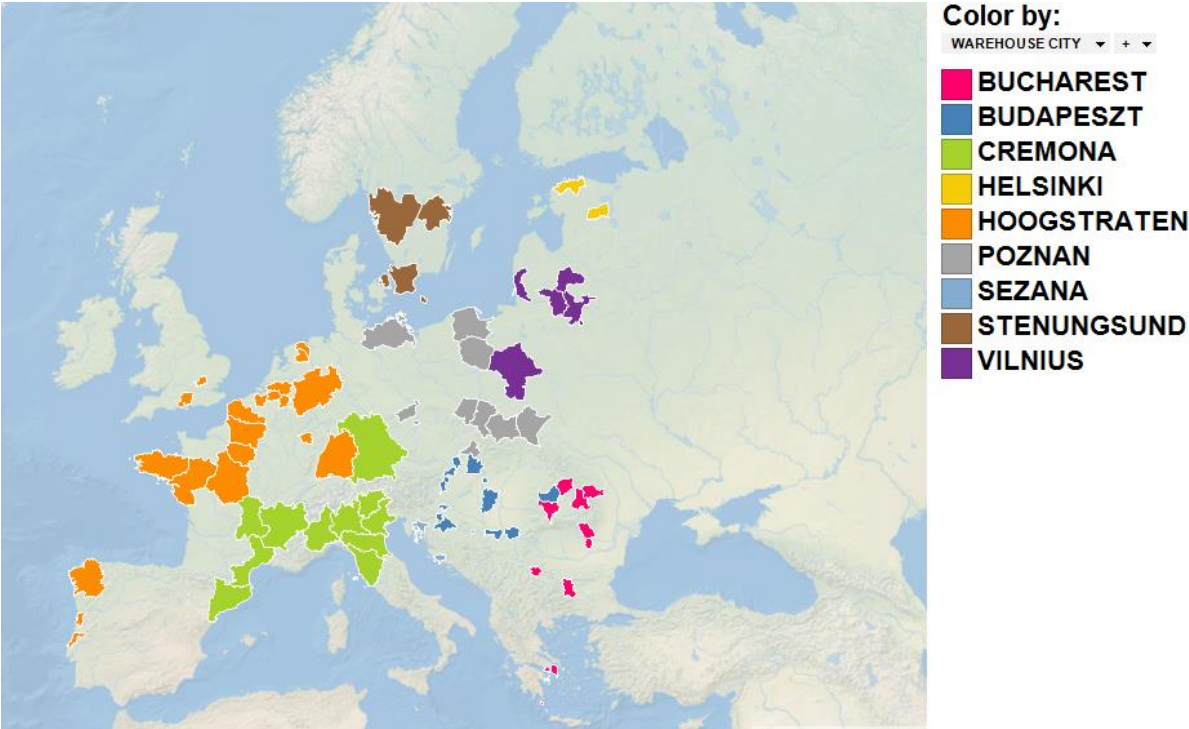 Color by:
WAREHOUSE CITY +
BUCHAREST
BUDAPESZT
CREMONA
HELSINKI
HOOGSTRATEN
POZNAN
SEZANA
STENUNGSUND
VILNIUS